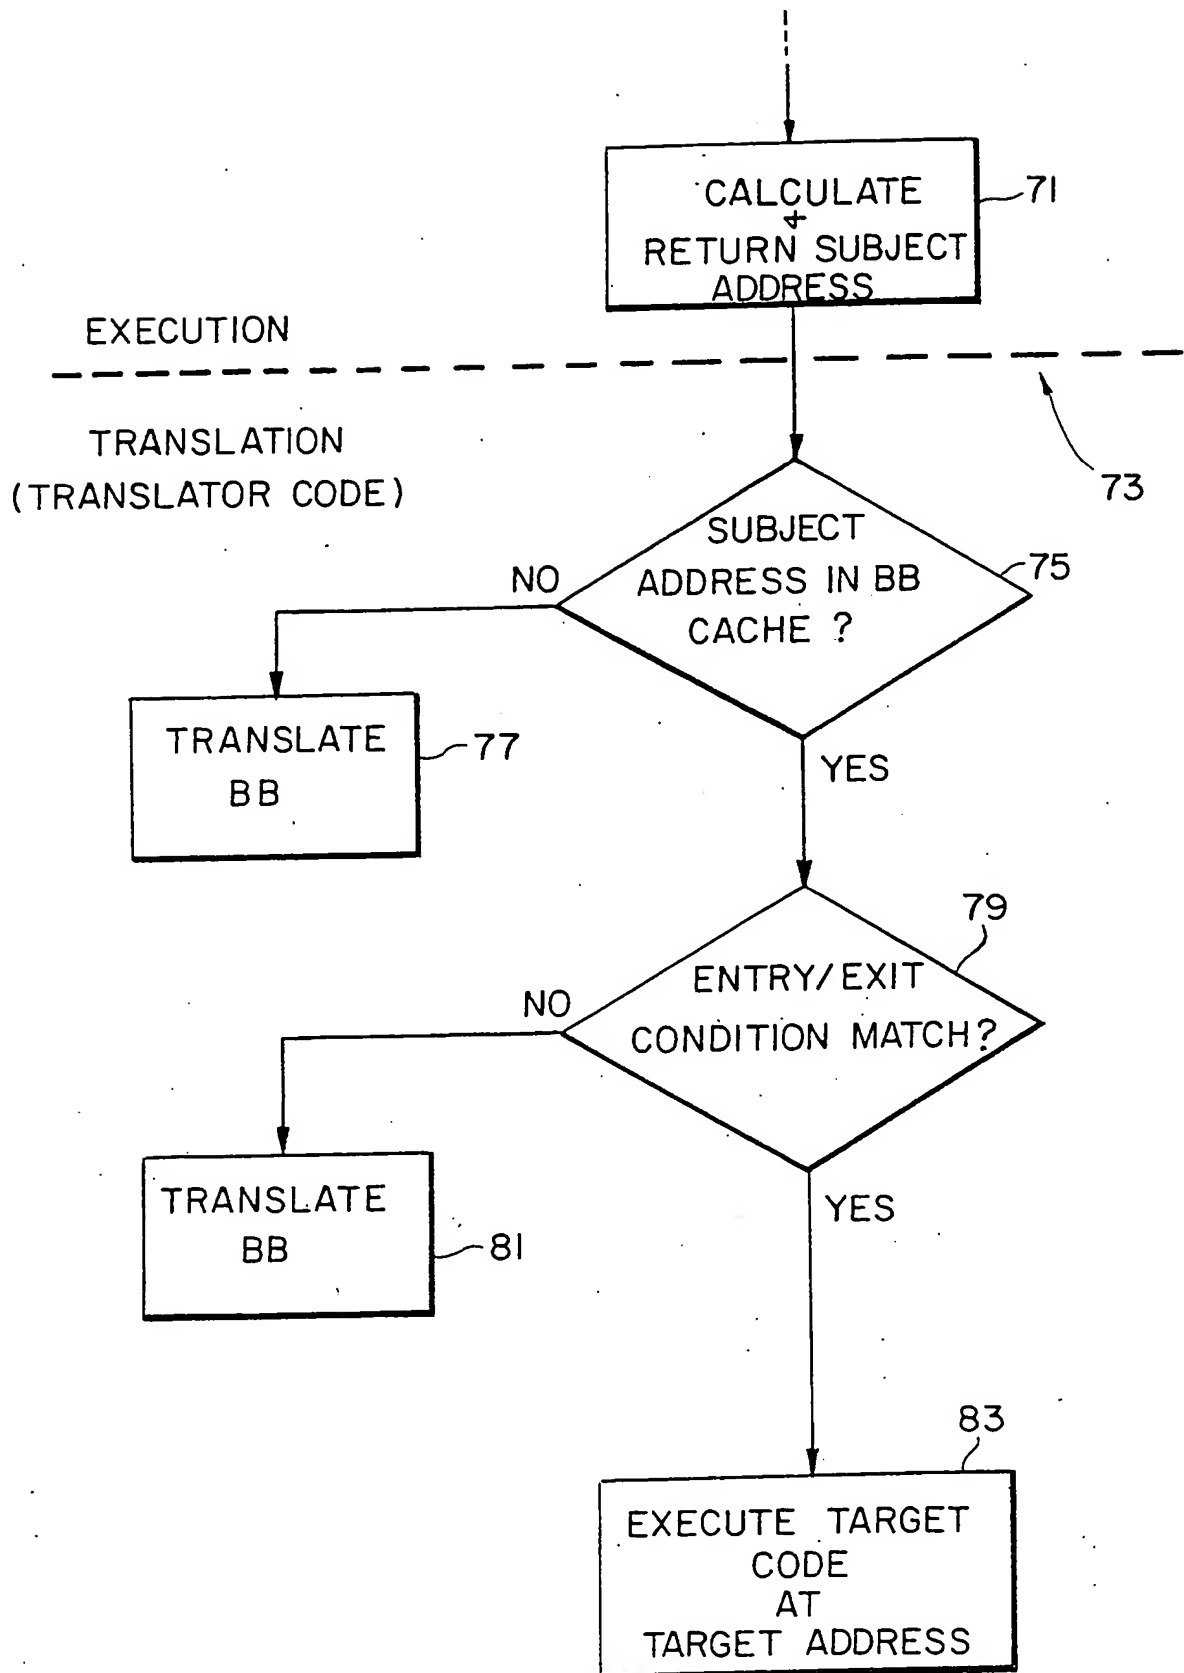 CALCULATE
&
RETURN SUBJECT
ADDRESS
71
EXECUTION
TRANSLATION
(TRANSLATOR CODE)
73
SUBJECT
ADDRESS IN BB
CACHE ?
75
NO
YES
TRANSLATE
BB
77
ENTRY/EXIT
CONDITION MATCH?
79
NO
YES
TRANSLATE
BB
81
83
EXECUTE TARGET
CODE
AT
TARGET ADDRESS